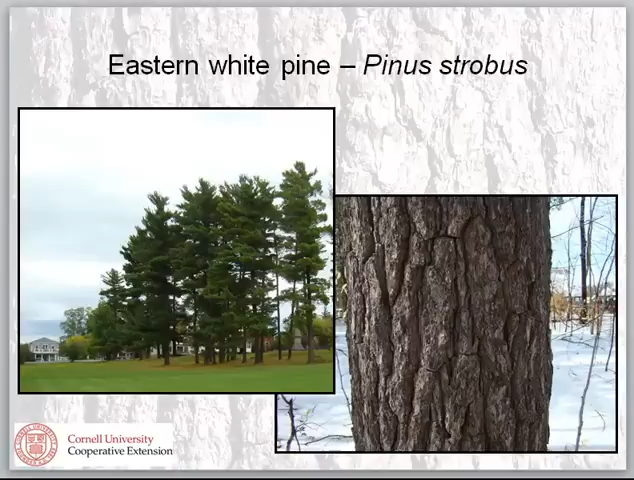 Eastern white pine – Pinus strobus
Cornell University
Cooperative Extension